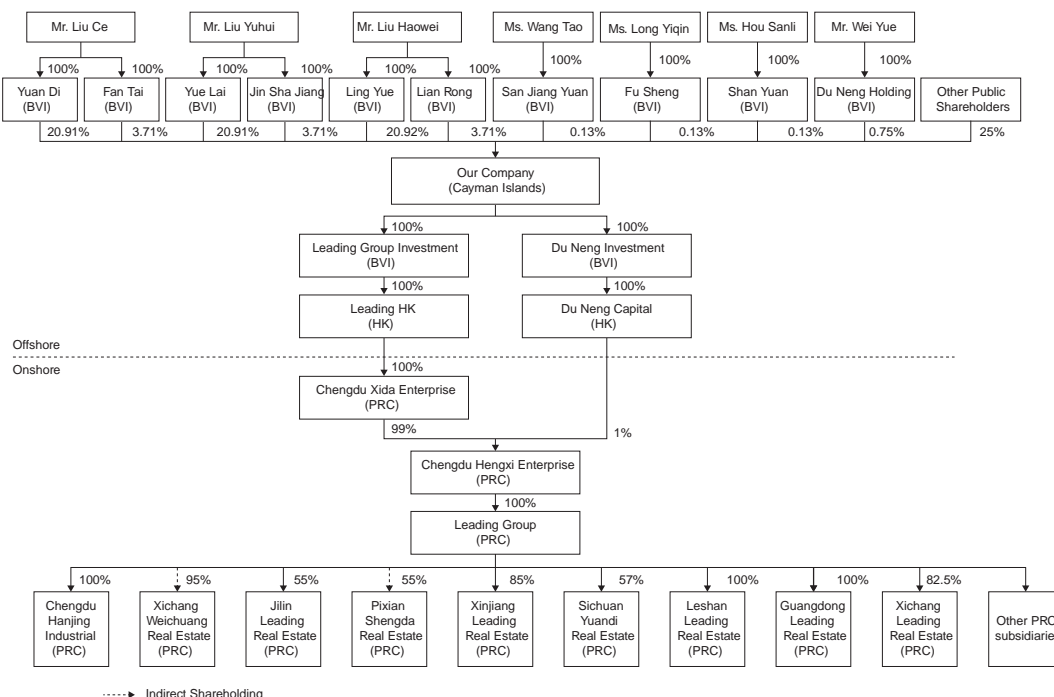 Mr. Liu Ce
Mr. Liu Yuhui
Mr. Liu Haowei
Ms. Wang Tao
Ms. Long Yiqin
Ms. Hou Sanli
Mr. Wei Yue
100%
100%
100%
100%
100%
100%
100%
100%
100%
100%
Yuan Di
(BVI)
Fan Tai
(BVI)
Yue Lai
(BVI)
Jin Sha Jiang
(BVI)
Ling Yue
(BVI)
Lian Rong
(BVI)
San Jiang Yuan
(BVI)
Fu Sheng
(BVI)
Shan Yuan
(BVI)
Du Neng Holding
(BVI)
Other Public
Shareholders
20.91%
3.71%
20.91%
3.71%
20.92%
3.71%
0.13%
0.13%
0.13%
0.75%
25%
Our Company
(Cayman Islands)
100%
100%
Leading Group Investment
(BVI)
Du Neng Investment
(BVI)
100%
100%
Leading HK
(HK)
Du Neng Capital
(HK)
Offshore
Onshore
100%
Chengdu Xida Enterprise
(PRC)
99%
1%
Chengdu Hengxi Enterprise
(PRC)
100%
Leading Group
(PRC)
100%
95%
55%
55%
85%
57%
100%
100%
82.5%
Chengdu
Hanjing
Industrial
(PRC)
Xichang
Weichuang
Real Estate
(PRC)
Jilin
Leading
Real Estate
(PRC)
Pixian
Shengda
Real Estate
(PRC)
Xinjiang
Leading
Real Estate
(PRC)
Sichuan
Yuandi
Real Estate
(PRC)
Leshan
Leading
Real Estate
(PRC)
Guangdong
Leading
Real Estate
(PRC)
Xichang
Leading
Real Estate
(PRC)
Other PRC
subsidiarie
Indirect Shareholding